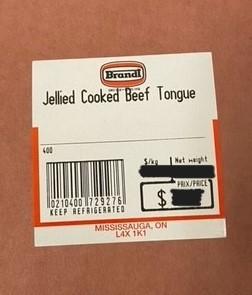 Brandt
Jellied Cooked Beef Tongue
400
$/kg Net Weight
PRIX/PRICE
$
0210400 729276
KEEP REFRIGERATED
MISSISSAUGA, ON
L4X 1K1